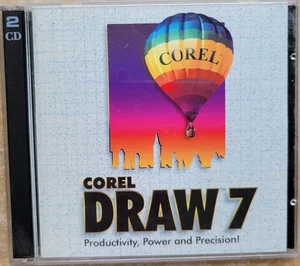 2
CD
COREL
COREL
DRAW 7
Productivity, Power and Precision!